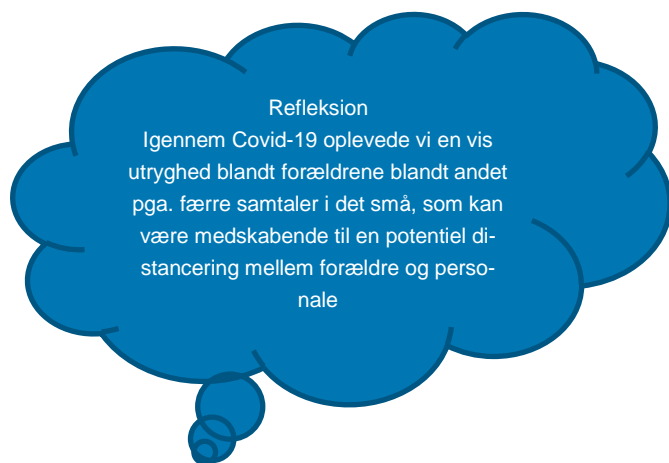 Refleksion
Igennem Covid-19 oplevede vi en vis
utryghed blandt forældrene blandt andet
pga. færre samtaler i det små, som kan
være medskabende til en potentiel di-
stancering mellem forældre og perso-
nale